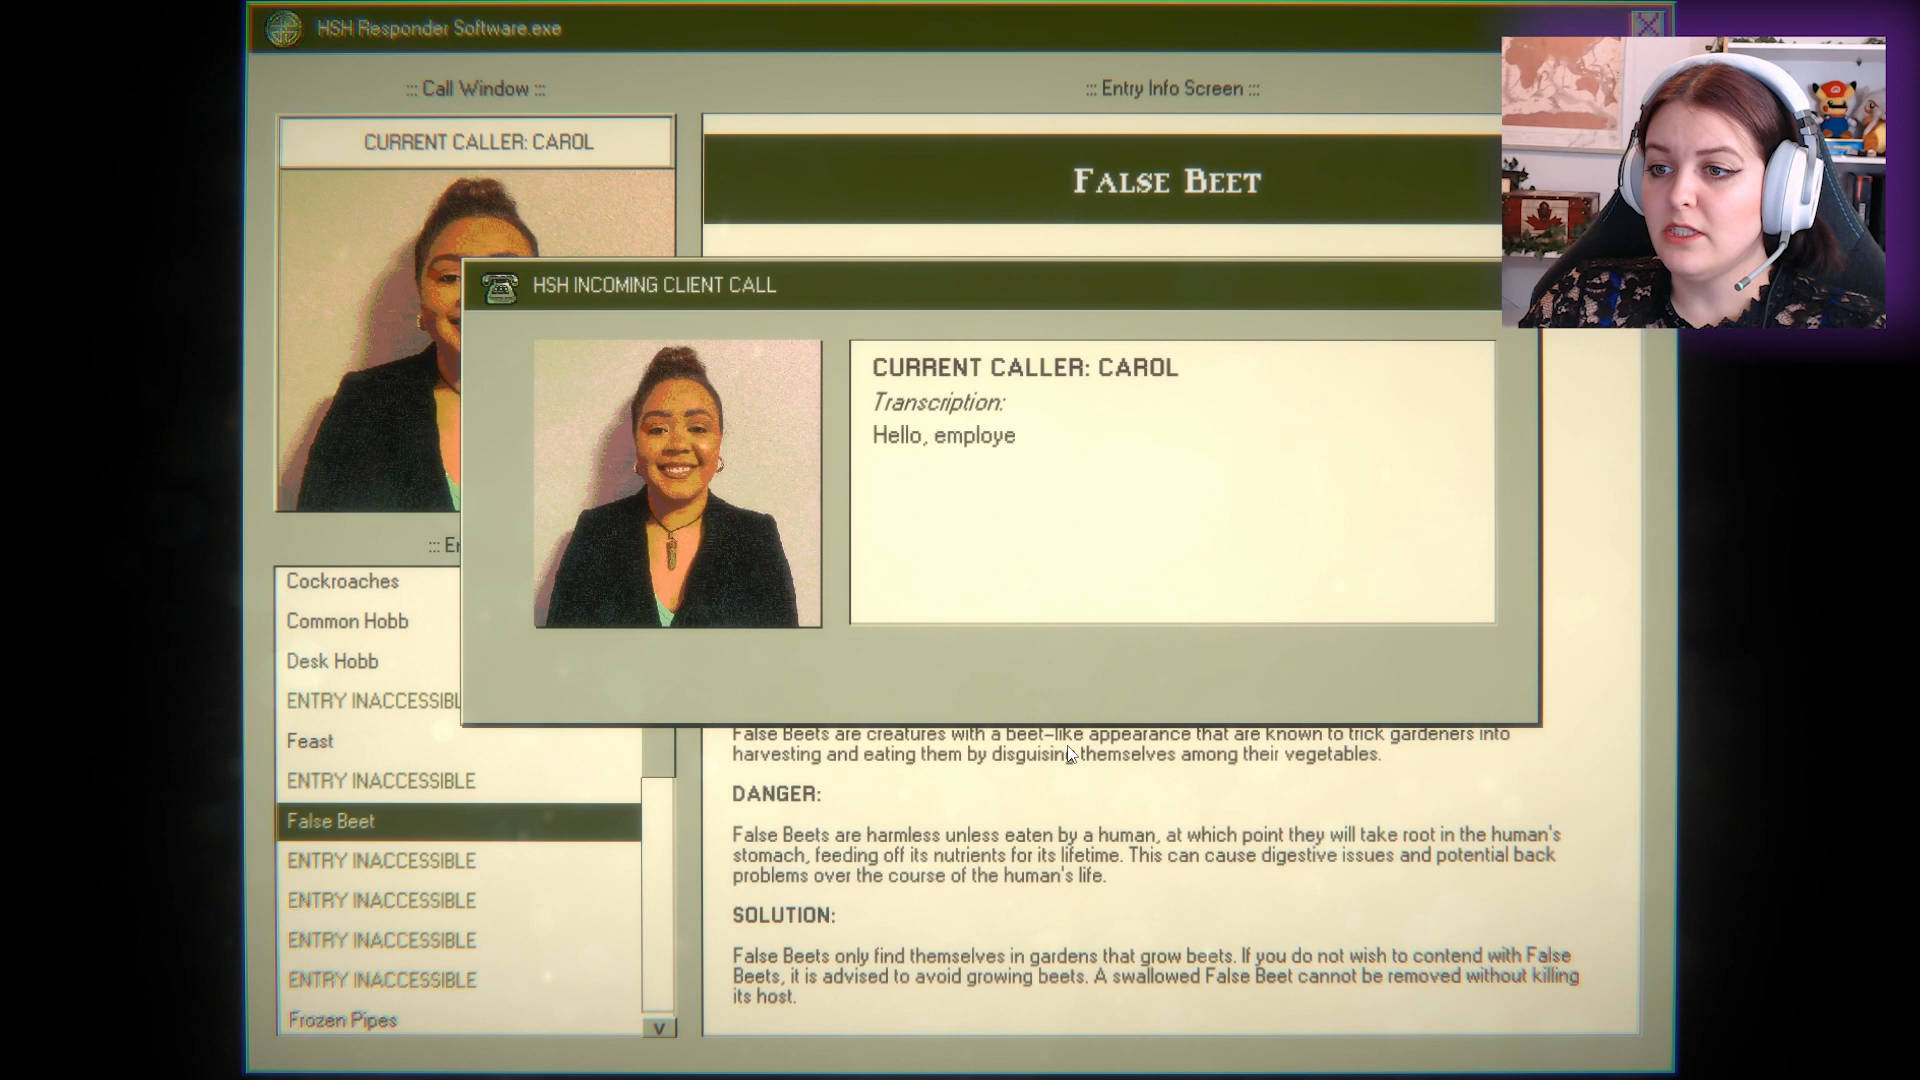 HSH Responder Software.exe
::: Call Window :::
::: Entry Info Screen :::
CURRENT CALLER: CAROL
FALSE BEET
HSH INCOMING CLIENT CALL
CURRENT CALLER: CAROL
Transcription:
Hello, employe
::: En
Cockroaches
Common Hobb
Desk Hobb
ENTRY INACCESSIBL
Feast
ENTRY INACCESSIBLE
False Beet
ENTRY INACCESSIBLE
ENTRY INACCESSIBLE
ENTRY INACCESSIBLE
ENTRY INACCESSIBLE
Frozen Pipes
V
False Beets are creatures with a beet-like appearance that are known to trick gardeners into
harvesting and eating them by disguising themselves among their vegetables.
DANGER:
False Beets are harmless unless eaten by a human, at which point they will take root in the human's
stomach, feeding off its nutrients for its lifetime. This can cause digestive issues and potential back
problems over the course of the human's life.
SOLUTION:
False Beets only find themselves in gardens that grow beets. If you do not wish to contend with False
Beets, it is advised to avoid growing beets. A swallowed False Beet cannot be removed without killing
its host.